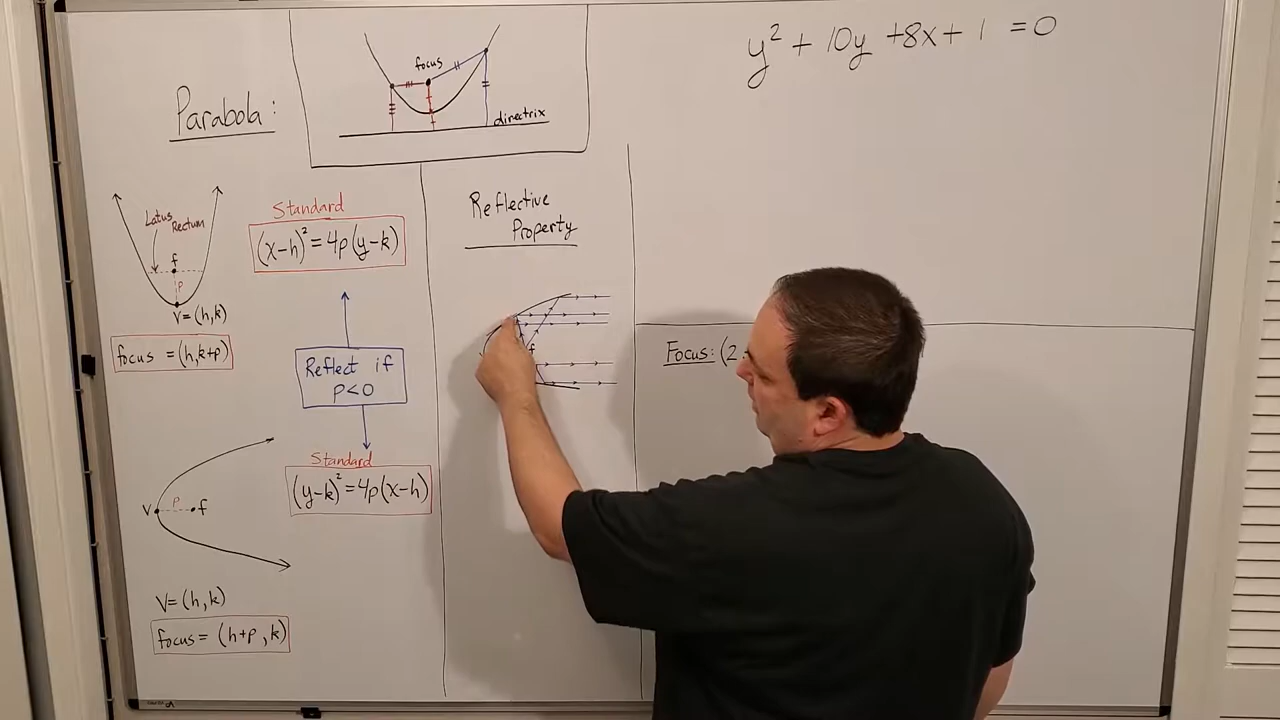 Parabola:
focus
directrix
y² + 10y +8x + 1 = 0
Latus
Rectum
f
p
V=(h,k)
focus =(h,k+p)
Standard
(x-h)²=4p(y-k)
Reflect if
p<0
Standard
(y-k)²=4p(x-h)
V
p
f
V=(h,k)
focus= (h+p,k)
Reflective
Property
f
Focus: (2